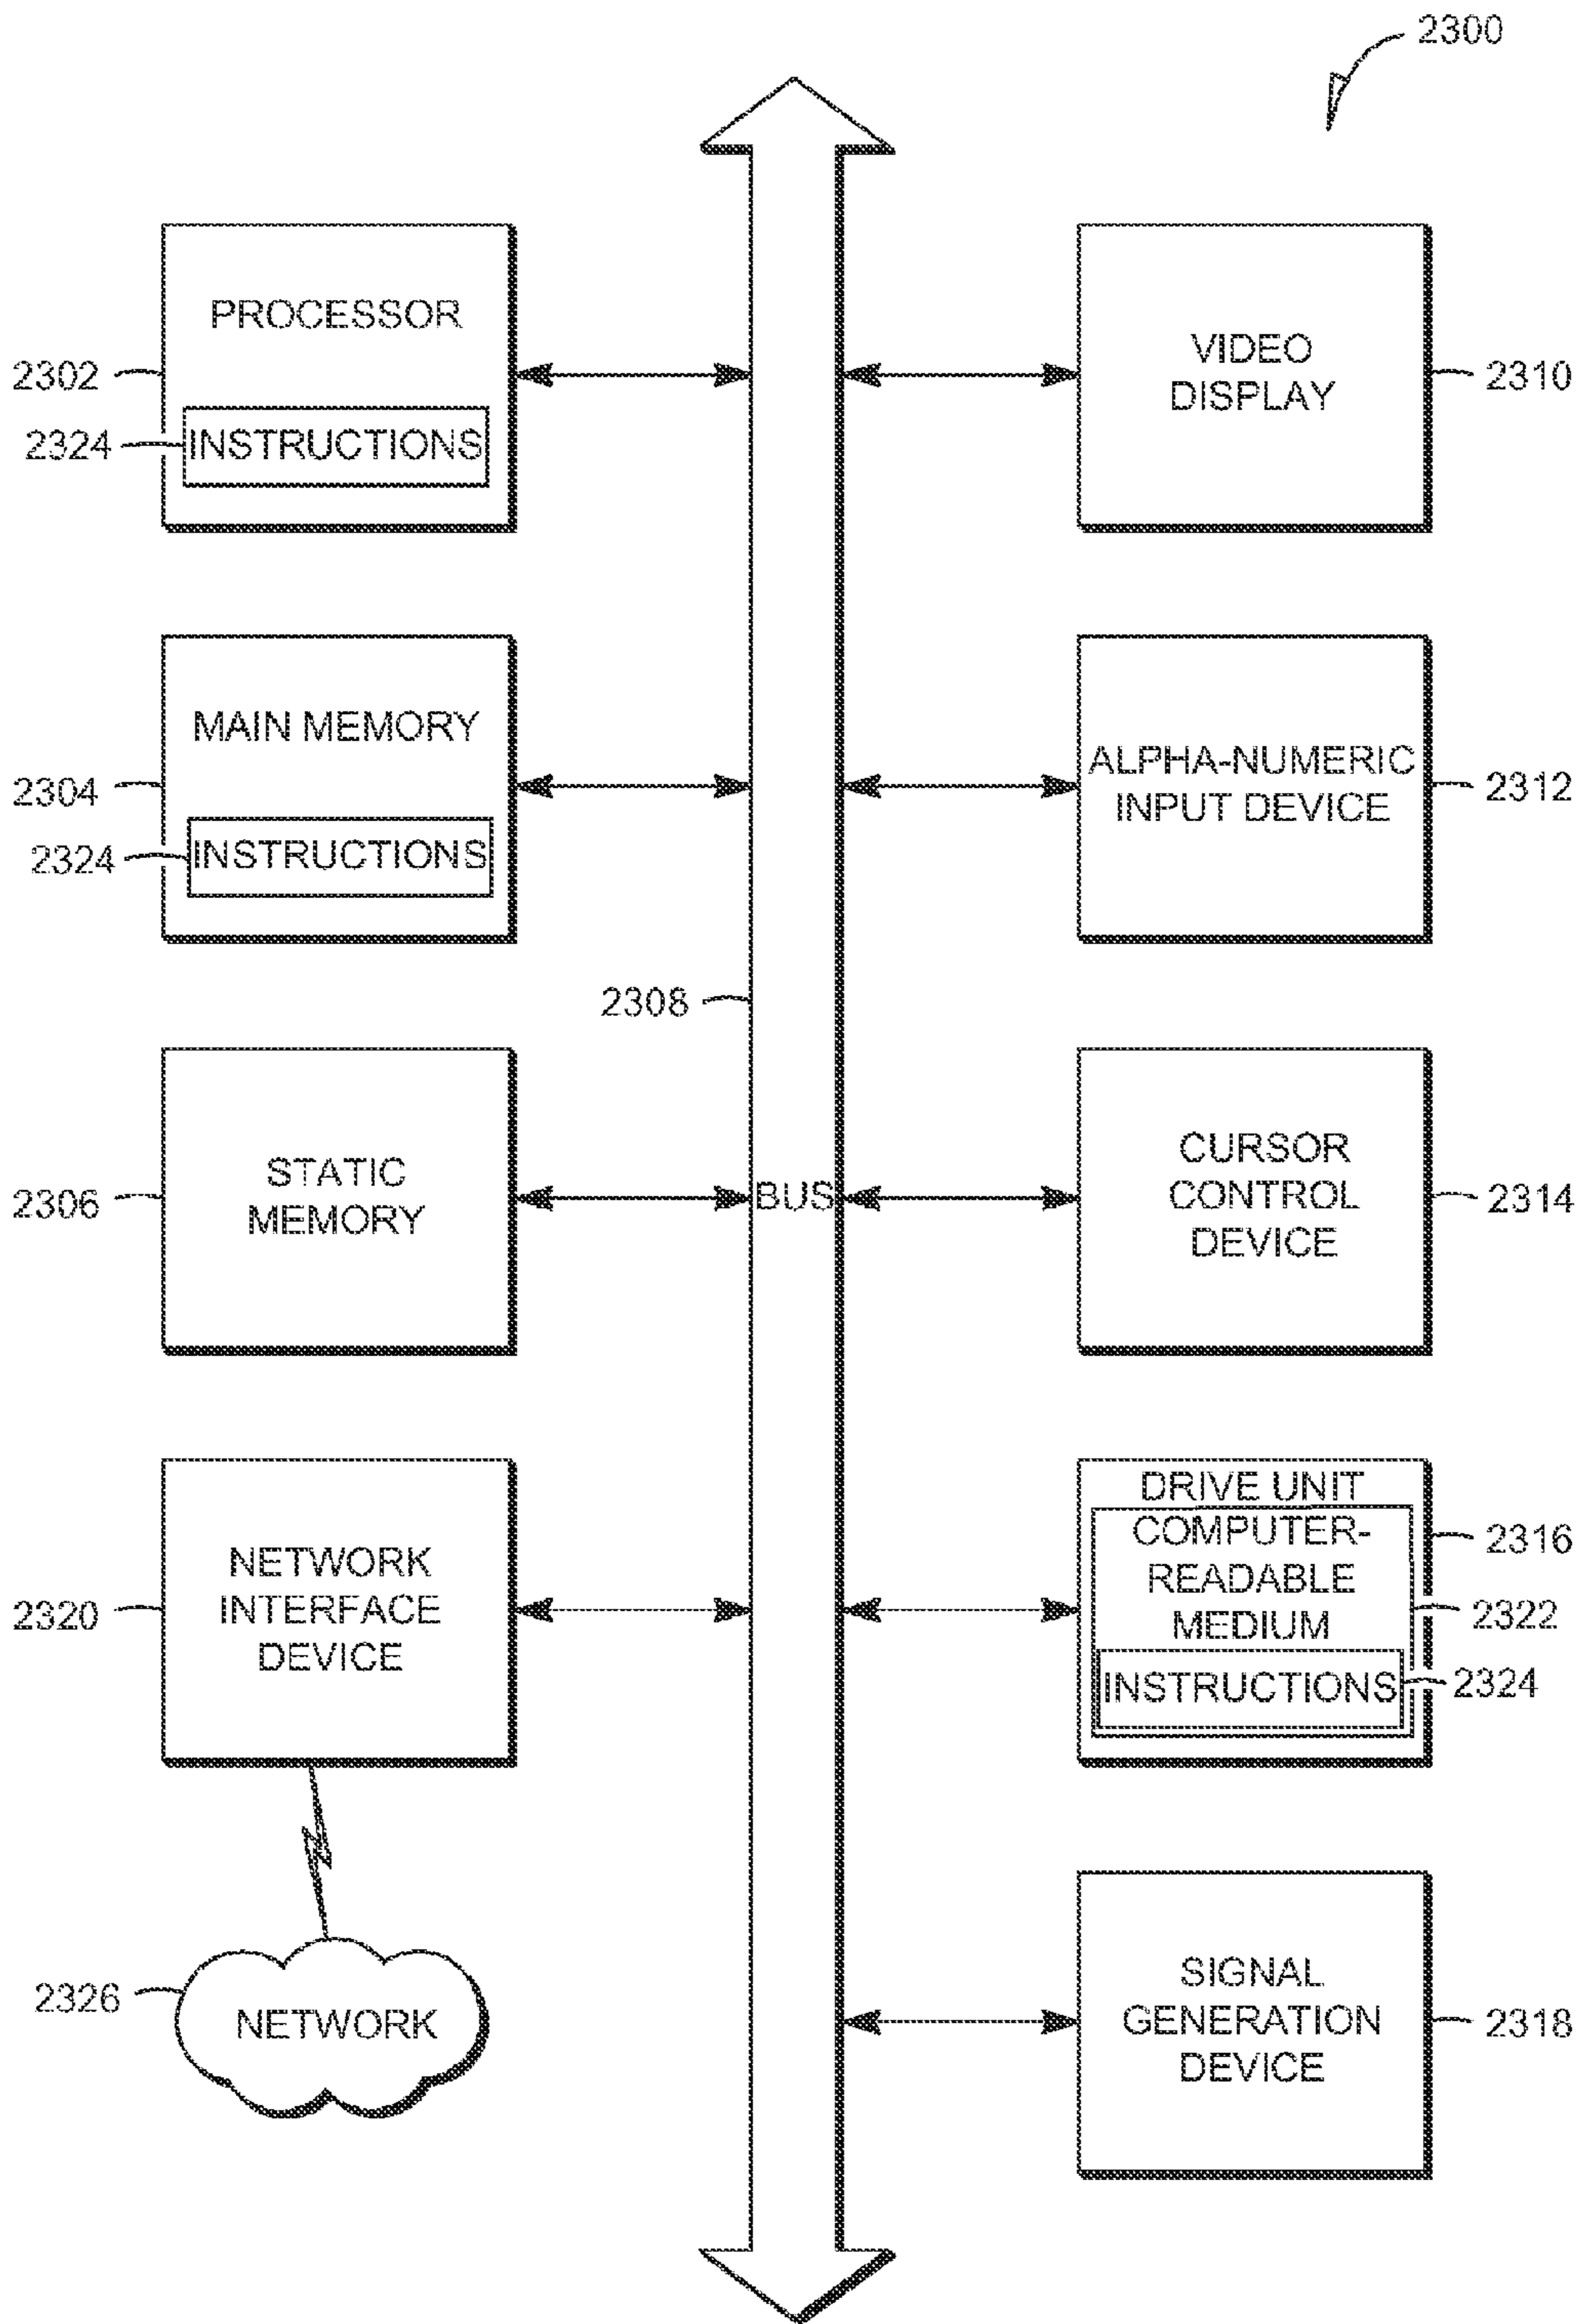 2300
PROCESSOR
2302
2324
INSTRUCTIONS
VIDEO
DISPLAY
2310
MAIN MEMORY
2304
2324
INSTRUCTIONS
ALPHA-NUMERIC
INPUT DEVICE
2312
2308
STATIC
MEMORY
2306
BUS
CURSOR
CONTROL
DEVICE
2314
NETWORK
INTERFACE
DEVICE
2320
DRIVE UNIT
2316
COMPUTER-
READABLE
MEDIUM
2322
INSTRUCTIONS
2324
2326
NETWORK
SIGNAL
GENERATION
DEVICE
2318